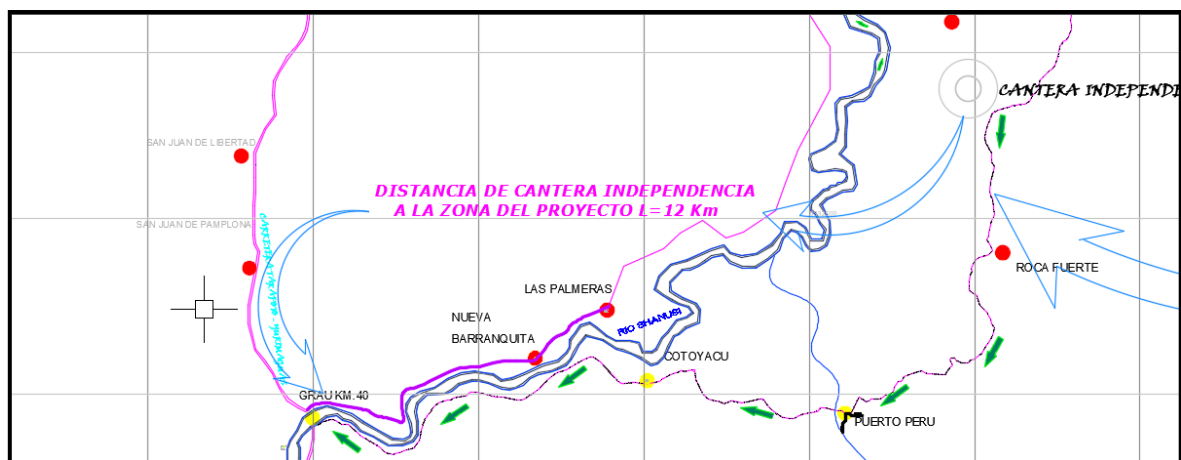 CANTERA INDEPENDE
SAN JUAN DE LIBERTAD
DISTANCIA DE CANTERA INDEPENDENCIA
A LA ZONA DEL PROYECTO L=12 Km
SAN JUAN DE PAMPLONA
ROCA FUERTE
LAS PALMERAS
NUEVA
BARRANQUITA
RIO SHANUSI
COTOYACU
GRAU KM.40
PUERTO PERU